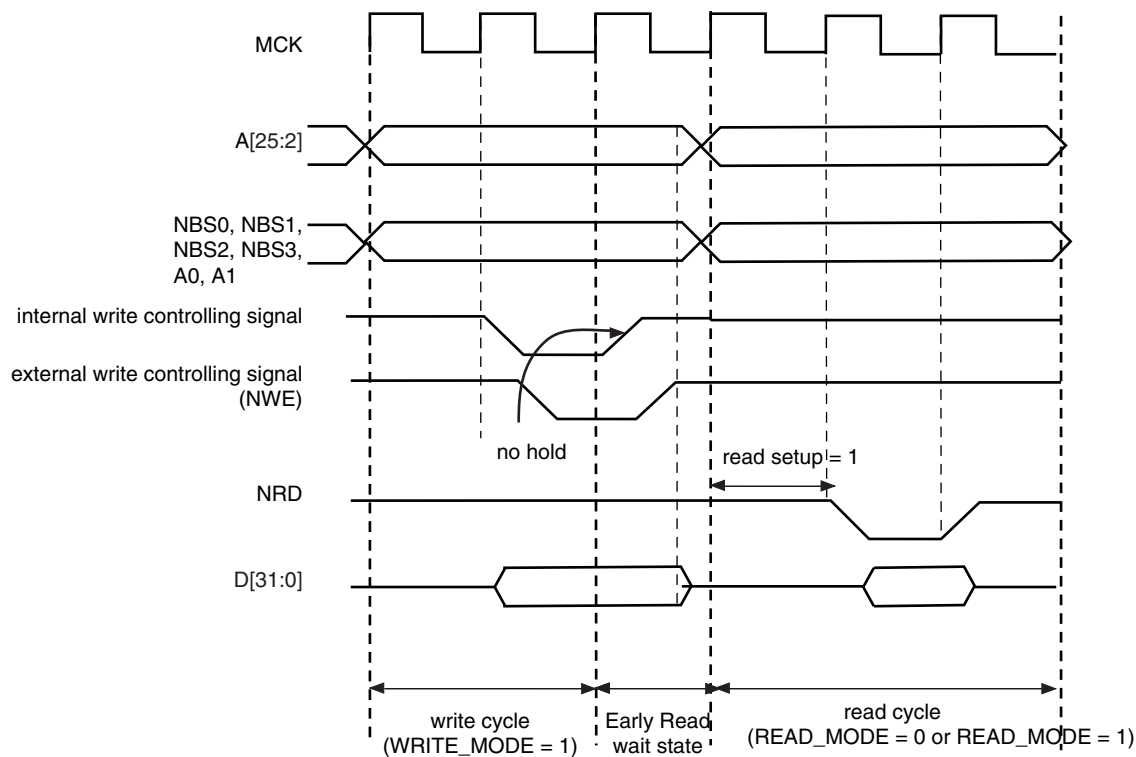 MCK
A[25:2]
NBS0, NBS1,
NBS2, NBS3,
A0, A1
internal write controlling signal
external write controlling signal
(NWE)
no hold
read setup = 1
NRD
D[31:0]
write cycle
(WRITE_MODE = 1)
Early Read
wait state
read cycle
(READ_MODE = 0 or READ_MODE = 1)